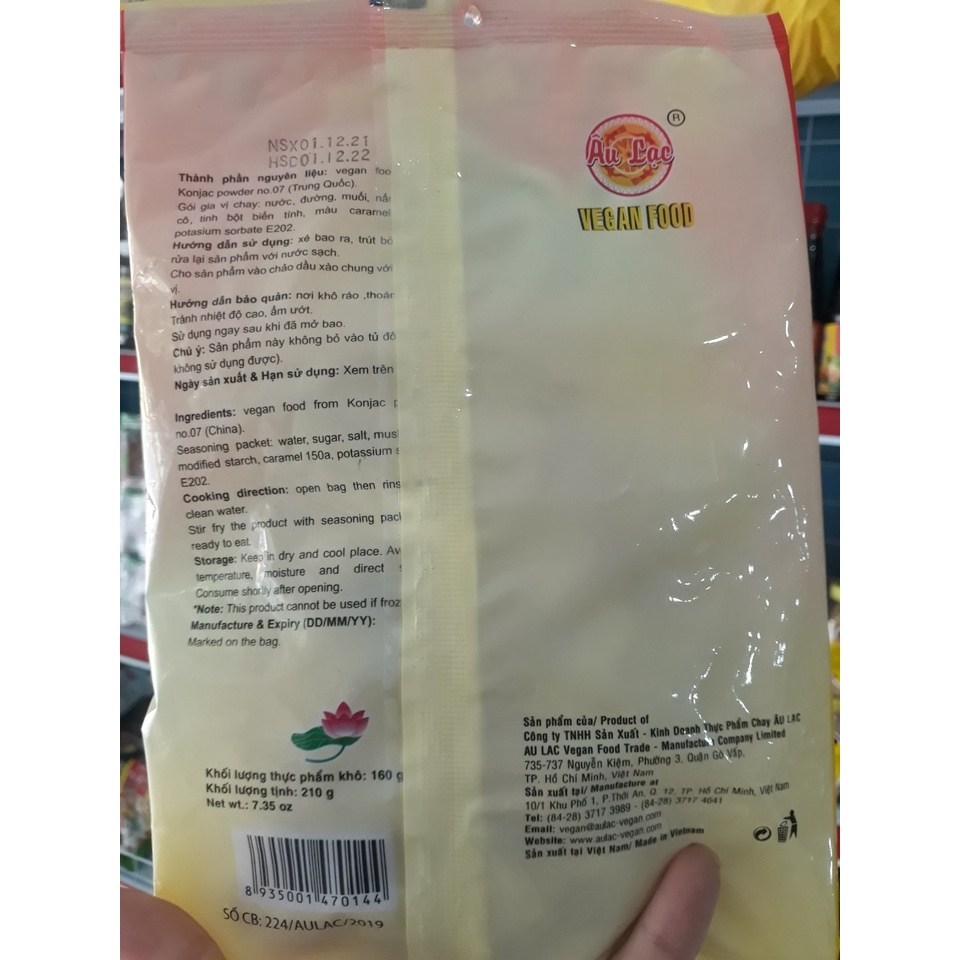 NSX01.12.21
HSD01.12.22
Thành phần nguyên liệu: vegan foo
Konjac powder no.07 (Trung Quốc).
Gói gia vị chay: nước, đường, muối, nấ
cô, tinh bột biến tính, màu caramel
potasium sorbate E202.
Hướng dẫn sử dụng: xé bao ra, trút bỏ
rửa lại sản phẩm với nước sạch.
Cho sản phẩm vào chảo dầu xào chung với
vị.
Hướng dẫn bảo quản: nơi khô ráo ,thoán
Tránh nhiệt độ cao, ẩm ướt.
Sử dụng ngay sau khi đã mở bao.
Chú ý: Sản phẩm này không bỏ vào tủ đô
không sử dụng được).
Ngày sản xuất & Hạn sử dụng: Xem trên
Ingredients: vegan food from Konjac p
no.07 (China).
Seasoning packet: water, sugar, salt, mus
modified starch, caramel 150a, potassium s
E202.
Cooking direction: open bag then rins
clean water.
Stir fry the product with seasoning pac
ready to eat.
Storage: Keep in dry and cool place. Av
temperature, moisture and direct s
Consume shortly after opening.
*Note: This product cannot be used if froz
Manufacture & Expiry (DD/MM/YY):
Marked on the bag.
Khối lượng thực phẩm khô: 160 g
Khối lượng tịnh: 210 g
Net wt.: 7.35 oz
8 935001 470144
SỐ CB: 224/AULAC/2019
Âu Lạc ®
VEGAN FOOD
Sản phẩm của/ Product of
Công ty TNHH Sản Xuất - Kinh Doanh Thực Phẩm Chay ÂU LẠC
AU LAC Vegan Food Trade - Manufacture Company Limited
735-737 Nguyễn Kiệm, Phường 3, Quận Gò Vấp,
TP. Hồ Chí Minh, Việt Nam
Sản xuất tại/ Manufacture at
10/1 Khu Phố 1, P.Thới An, Q. 12, TP. Hồ Chí Minh, Việt Nam
Tel: (84-28) 3717 3989 - (84-28) 3717 4641
Email: vegan@aulac-vegan.com
Website: www.aulac-vegan.com
Sản xuất tại Việt Nam/ Made in Vietnam